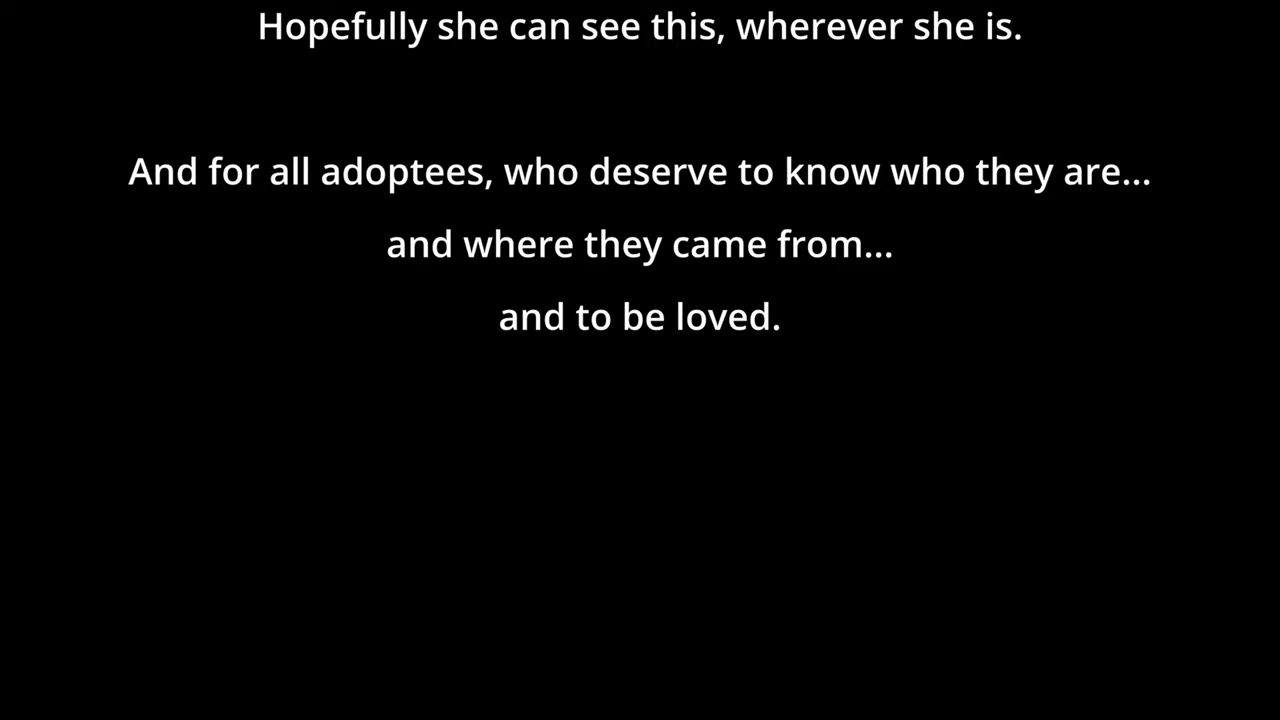 Hopefully she can see this, wherever she is.
And for all adoptees, who deserve to know who they are...
and where they came from...
and to be loved.